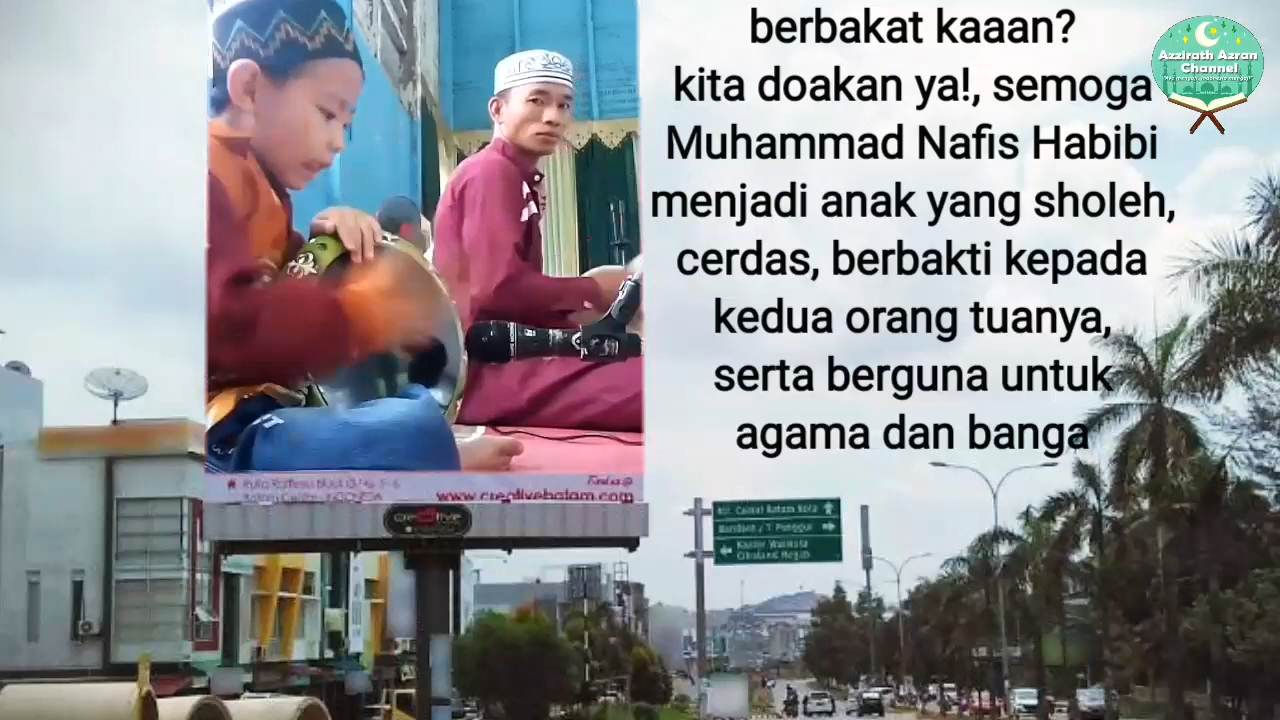 berbakat kaaan?
kita doakan ya!, semoga
Muhammad Nafis Habibi
menjadi anak yang sholeh,
cerdas, berbakti kepada
kedua orang tuanya,
serta berguna untuk
agama dan banga
Azzirath Azran
Channel
www.creativebatam.com
creative